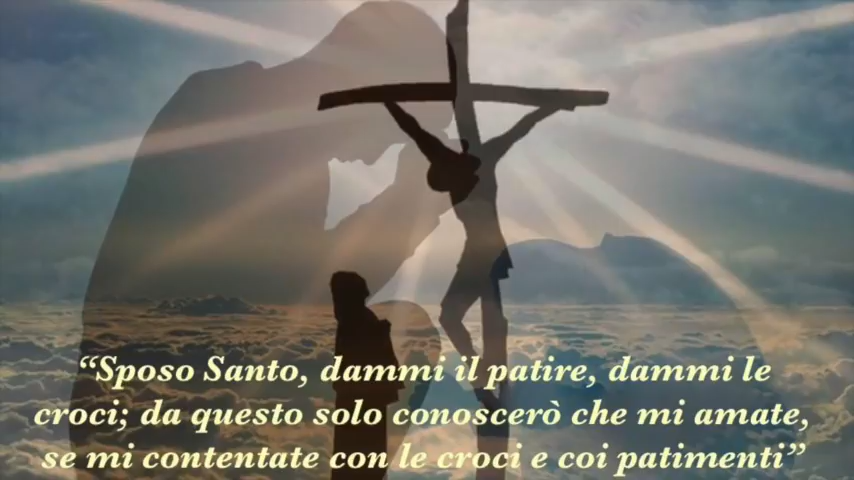 “Sposo Santo, dammi il patire, dammi le
croci; da questo solo conoscerò che mi amate,
se mi contentate con le croci e coi patimenti”